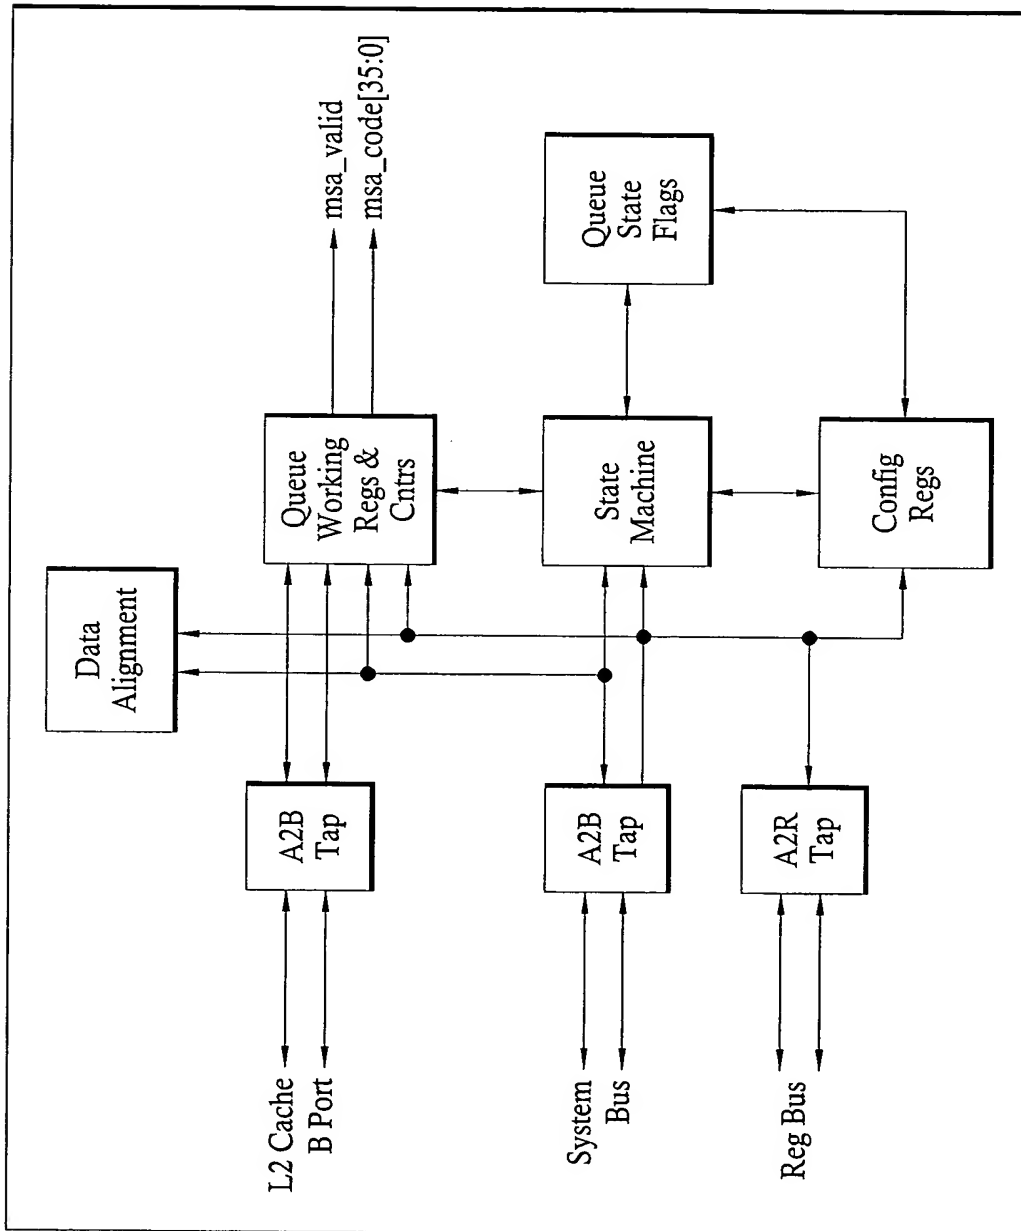 Data
Alignment
L2 Cache
B Port
A2B
Tap
Queue
Working
Regs &
Cntrs
msa_valid
msa_code[35:0]
System
Bus
A2B
Tap
State
Machine
Queue
State
Flags
Reg Bus
A2R
Tap
Config
Regs